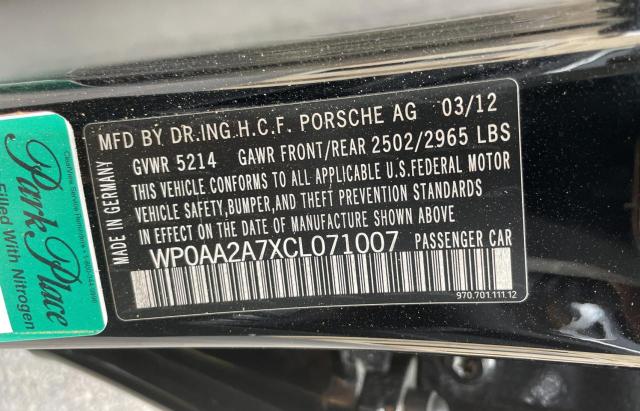 MFD BY DR.ING.H.C.F. PORSCHE AG 03/12
GVWR 5214 GAWR FRONT/REAR 2502/2965 LBS
THIS VEHICLE CONFORMS TO ALL APPLICABLE U.S.FEDERAL MOTOR
VEHICLE SAFETY,BUMPER,AND THEFT PREVENTION STANDARDS
IN EFFECT ON THE DATE OF MANUFACTURE SHOWN ABOVE
WP0AA2A7XCL071007 PASSENGER CAR
970.701.111.12
MADE IN GERMANY
Park Place
Filled With Nitrogen